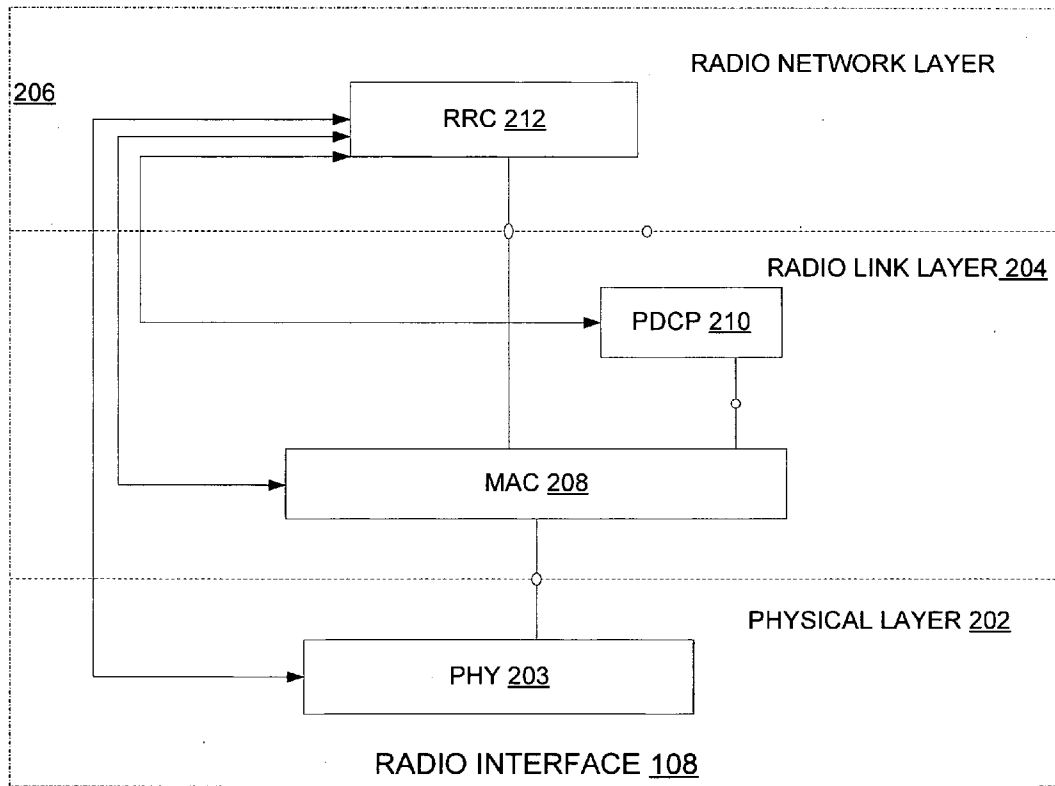 RADIO NETWORK LAYER
206
RRC 212
RADIO LINK LAYER 204
PDCP 210
MAC 208
PHYSICAL LAYER 202
PHY 203
RADIO INTERFACE 108